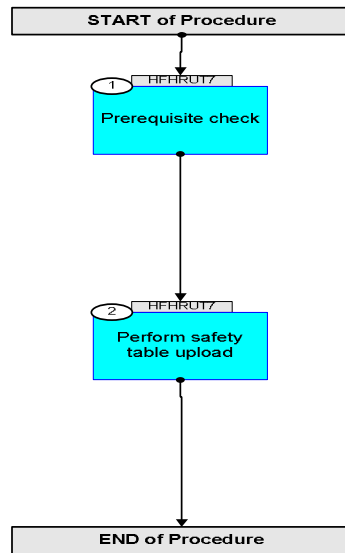 START of Procedure
HFHRUT7
1
Prerequisite check
HFHRUT7
2
Perform safety
table upload
END of Procedure